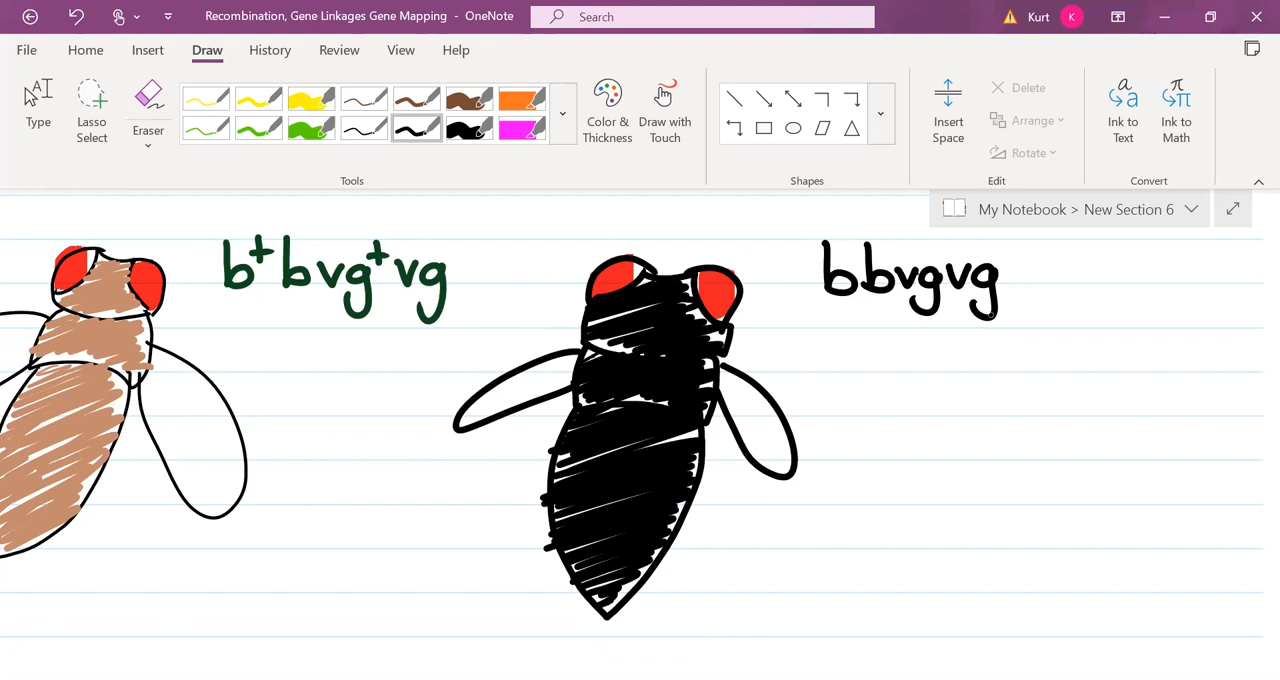 Recombination, Gene Linkages Gene Mapping - OneNote
Search
Kurt
K
File Home Insert Draw History Review View Help
Type
Lasso Select
Eraser
Color & Thickness
Draw with Touch
Insert Space
Delete
Arrange
Rotate
Ink to Text
Ink to Math
Tools
Shapes
Edit
Convert
My Notebook > New Section 6
b+ b vg+ vg
bbvgvg